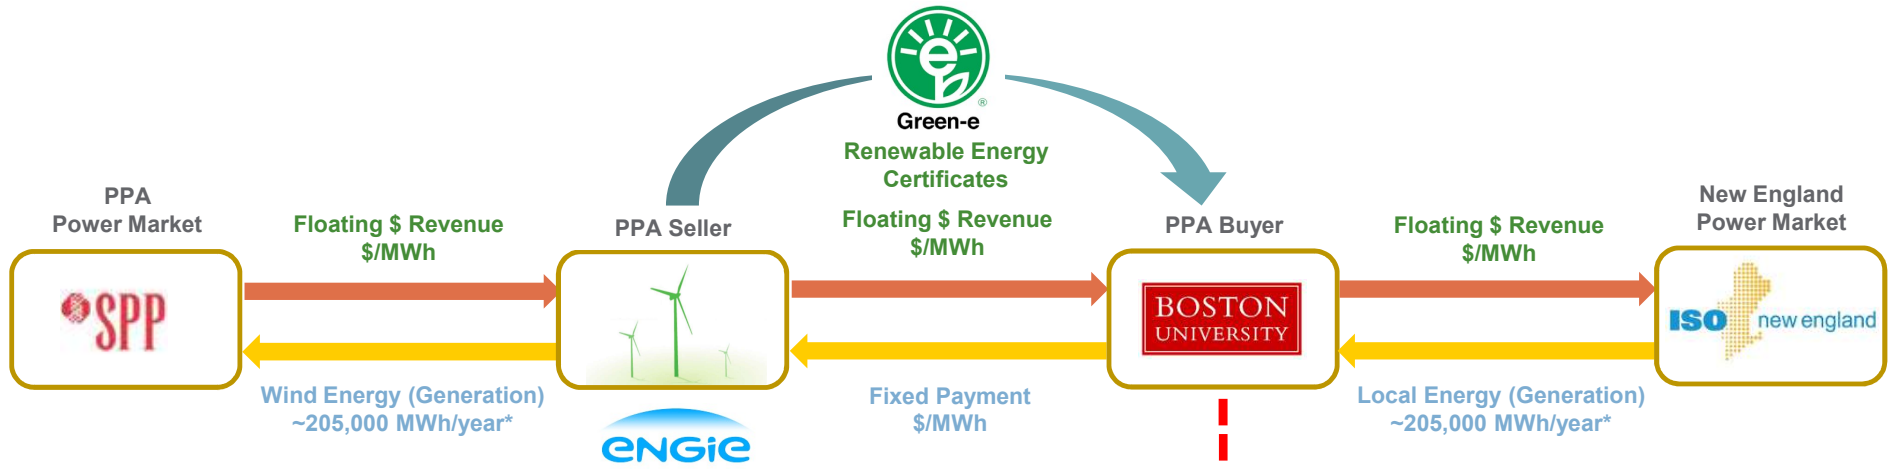 e
®
Green-e
Renewable Energy
Certificates
PPA
Power Market
Floating $ Revenue
$/MWh
PPA Seller
Floating $ Revenue
$/MWh
PPA Buyer
Floating $ Revenue
$/MWh
New England
Power Market
SPP
BOSTON
UNIVERSITY
ISO new england
Wind Energy (Generation)
~205,000 MWh/year*
ENGIE
Fixed Payment
$/MWh
Local Energy (Generation)
~205,000 MWh/year*